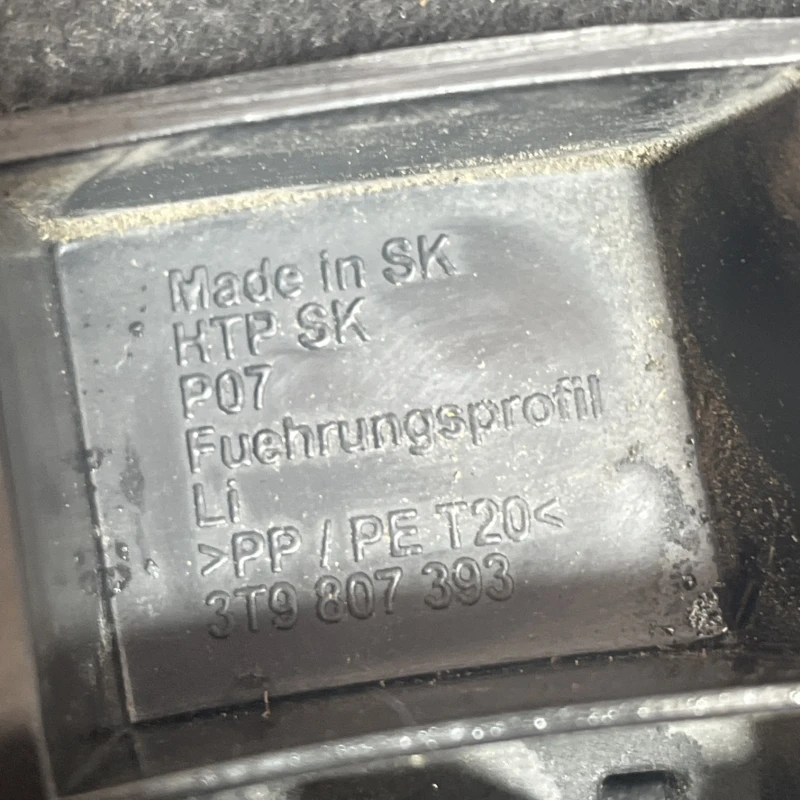 Made in SK
HTP SK
P07
Fuehrungsprofil
Li
>PP / PE T20<
3T9 807 393